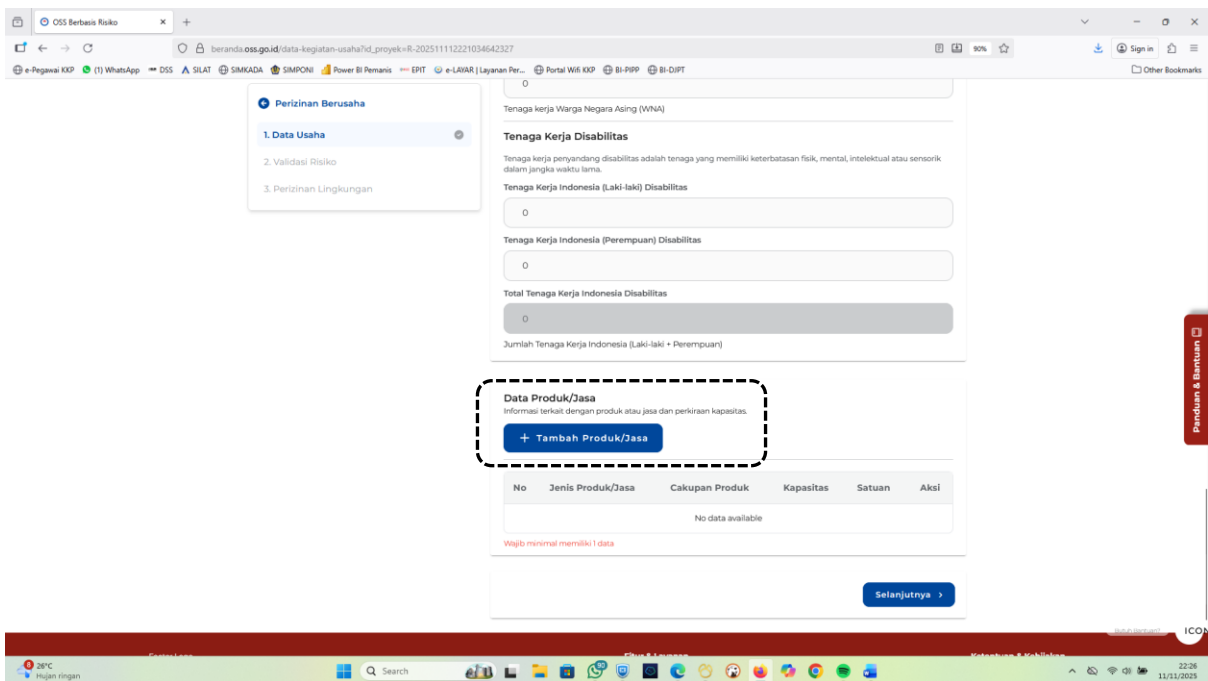 OSS Berbasis Risiko
beranda.oss.go.id/data-kegiatan-usaha?id_proyek=R-202511112221034642327
90%
Sign in
e-Pegawai KKP (1) WhatsApp DSS SILAT SIMKADA SIMPONI Power BI Pemanis EPIT e-LAYAR | Layanan Per... Portal Wifi KKP BI-PIPP BI-DJPT Other Bookmarks
Perizinan Berusaha
1. Data Usaha
2. Validasi Risiko
3. Perizinan Lingkungan
0
Tenaga kerja Warga Negara Asing (WNA)
Tenaga Kerja Disabilitas
Tenaga kerja penyandang disabilitas adalah tenaga yang memiliki keterbatasan fisik, mental, intelektual atau sensorik
dalam jangka waktu lama.
Tenaga Kerja Indonesia (Laki-laki) Disabilitas
0
Tenaga Kerja Indonesia (Perempuan) Disabilitas
0
Total Tenaga Kerja Indonesia Disabilitas
0
Jumlah Tenaga Kerja Indonesia (Laki-laki + Perempuan)
Data Produk/Jasa
Informasi terkait dengan produk atau jasa dan perkiraan kapasitas.
+ Tambah Produk/Jasa
No Jenis Produk/Jasa Cakupan Produk Kapasitas Satuan Aksi
No data available
Wajib minimal memiliki 1 data
Selanjutnya >
Panduan & Bantuan
ICON
8
26°C
Hujan ringan
Search
22:26
11/11/2025